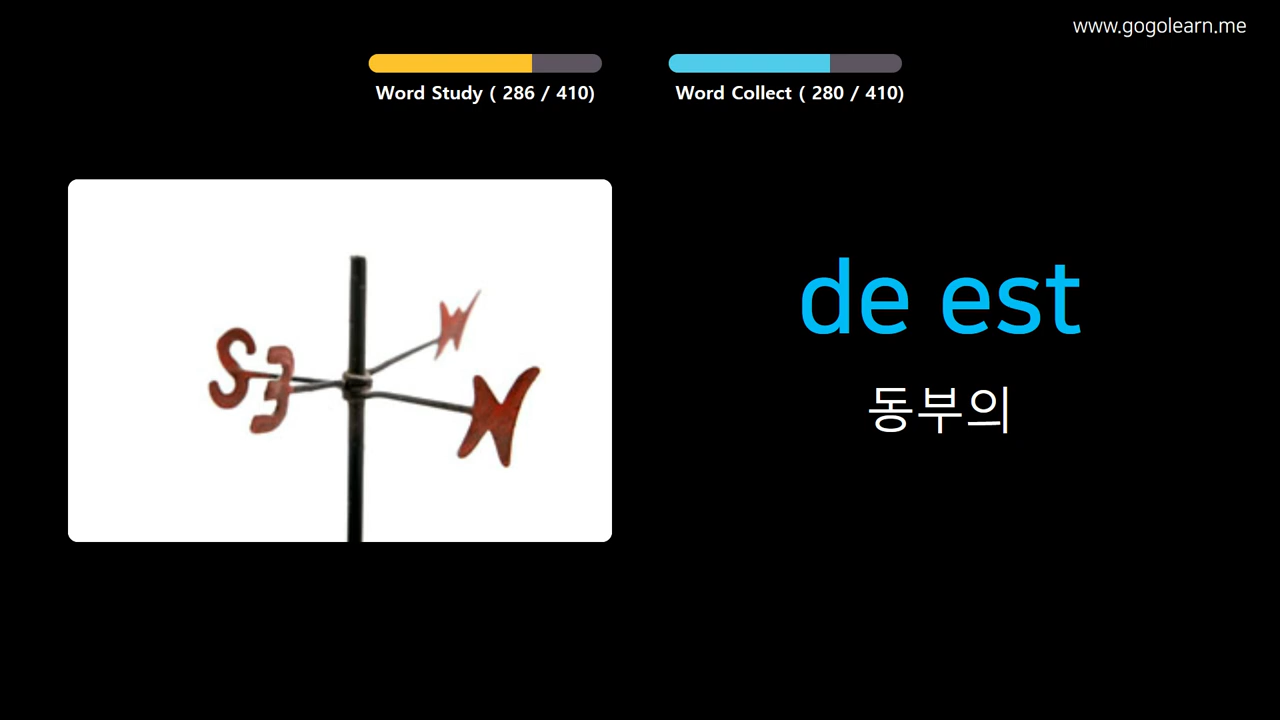 www.gogolearn.me
Word Study ( 286 / 410)
Word Collect ( 280 / 410)
de est
동부의
S
E
N
W